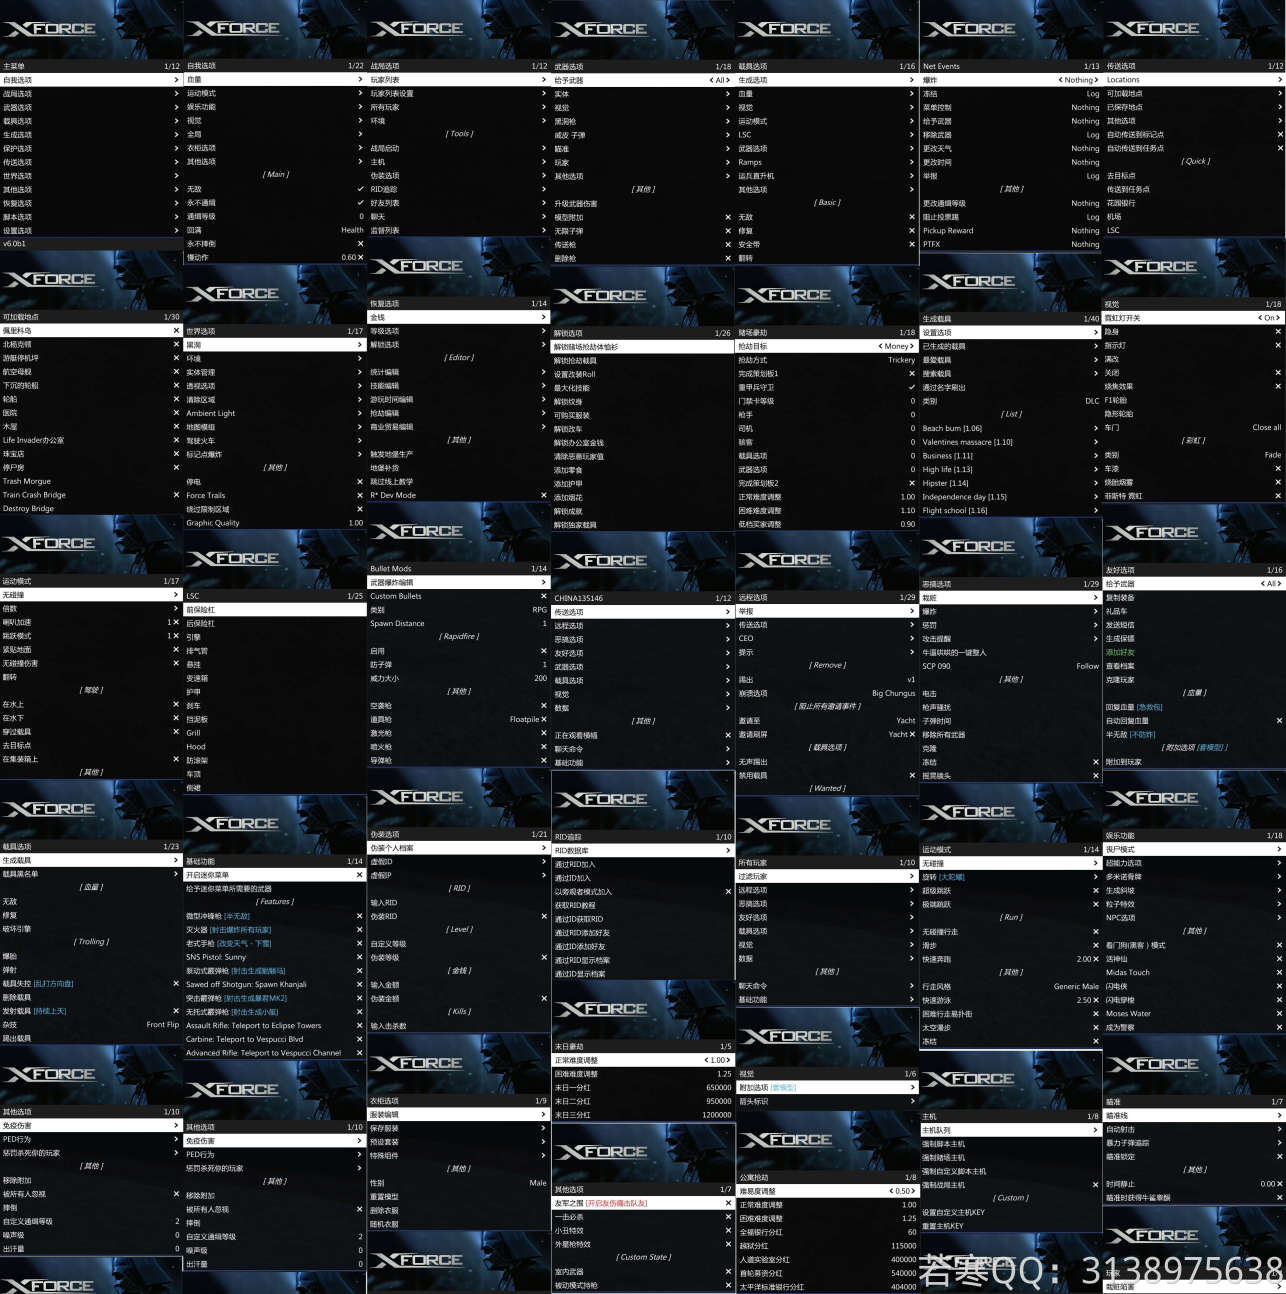 XFORCE
主菜单 1/12
自我选项
战局选项
武器选项
载具选项
生成选项
保护选项
传送选项
世界选项
其他选项
恢复选项
脚本选项
设置选项
v6.0b1
XFORCE
可加载地点 1/30
佩里科岛
北杨克顿
游艇停机坪
航空母舰
下沉的轮船
轮船
医院
木屋
Life Invader办公室
珠宝店
停尸房
Trash Morgue
Train Crash Bridge
Destroy Bridge
XFORCE
运动模式 1/17
无碰撞
倍数
喇叭加速 1
跳跃模式 1
紧贴地面
无碰撞伤害
翻转
[ 驾驶 ]
在水上
在水下
穿过载具
去目标点
在集装箱上
[ 其他 ]
XFORCE
载具选项 1/23
生成载具
载具黑名单
[ 血量 ]
无敌
修复
破坏引擎
[ Trolling ]
爆胎
弹射
载具失控 [乱打方向盘]
删除载具
发射载具 [持续上天]
杂技 Front Flip
踢出载具
XFORCE
其他选项 1/10
免疫伤害
PED行为
惩罚杀死你的玩家
[ 其他 ]
移除附加
被所有人忽视
摔倒
自定义通缉等级 2
噪声级 0
出汗量 0
XFORCE
XFORCE
自我选项 1/22
血量
运动模式
娱乐功能
视觉
全局
衣柜选项
其他选项
[ Main ]
无敌
永不通缉
通缉等级 0
回满 Health
永不摔倒
慢动作 0.60
XFORCE
世界选项 1/17
黑洞
环境
实体管理
透视选项
清除区域
Ambient Light
地图模组
驾驶火车
标记点爆炸
[ 其他 ]
停电
Force Trails
绕过限制区域
Graphic Quality 1.00
XFORCE
LSC 1/25
前保险杠
后保险杠
引擎
排气管
悬挂
变速箱
护甲
刹车
挡泥板
Grill
Hood
防滚架
车顶
侧裙
XFORCE
基础功能 1/14
开启迷你菜单
给予迷你菜单所需要的武器
[ Features ]
微型冲锋枪 [半无敌]
灭火器 [射击爆炸所有玩家]
老式手枪 [改变天气 - 下雪]
SNS Pistol: Sunny
泵动式霰弹枪 [射击生成骷髅马]
Sawed off Shotgun: Spawn Khanjali
突击霰弹枪 [射击生成暴君MK2]
无托式霰弹枪 [射击生成小艇]
Assault Rifle: Teleport to Eclipse Towers
Carbine: Teleport to Vespucci Blvd
Advanced Rifle: Teleport to Vespucci Channel
XFORCE
其他选项 1/10
免疫伤害
PED行为
惩罚杀死你的玩家
[ 其他 ]
移除附加
被所有人忽视
摔倒
自定义通缉等级 2
噪声级 0
出汗量 0
XFORCE
战局选项 1/12
玩家列表
玩家列表设置
所有玩家
环境
[ Tools ]
战局启动
主机
伪装选项
RID追踪
好友列表
聊天
监督列表
XFORCE
恢复选项 1/14
金钱
等级选项
解锁选项
[ Editor ]
统计编辑
技能编辑
游玩时间编辑
抢劫编辑
商业贸易编辑
[ 其他 ]
触发地堡生产
地堡补货
跳过线上教学
R* Dev Mode
XFORCE
Bullet Mods 1/14
武器爆炸编辑
Custom Bullets
类别 RPG
Spawn Distance 1
[ Rapidfire ]
启用
防子弹 1
威力大小 200
[ 其他 ]
空袭枪
道具枪 Floatpile
激光枪
喷火枪
导弹枪
XFORCE
伪装选项 1/21
伪装个人档案
虚假ID
虚假IP
[ RID ]
输入RID
伪装RID
[ Level ]
自定义等级
伪装等级
[ 金钱 ]
输入金额
伪装金额
[ Kills ]
输入击杀数
XFORCE
衣柜选项 1/9
服装编辑
保存服装
预设套装
特殊组件
[ 其他 ]
性别 Male
重置模型
删除衣服
随机衣服
XFORCE
XFORCE
武器选项 1/18
给予武器 < All >
实体
视觉
黑洞枪
威皮 子弹
瞄准
玩家
其他选项
[ 其他 ]
升级武器伤害
模型附加
无限子弹
传送枪
删除枪
XFORCE
解锁选项 1/26
解锁赌场抢劫体恤衫
解锁抢劫载具
设置改装Roll
最大化技能
解锁纹身
可购买服装
解锁改车
解锁办公室金钱
清除恶意玩家值
添加零食
添加护甲
添加烟花
解锁成就
解锁独家载具
XFORCE
CHINA135146 1/12
传送选项
远程选项
恶搞选项
友好选项
武器选项
载具选项
视觉
数据
[ 其他 ]
正在观看横幅
聊天命令
基础功能
XFORCE
RID追踪 1/10
RID数据库
通过RID加入
通过ID加入
以旁观者模式加入
获取RID教程
通过ID获取RID
通过RID添加好友
通过ID添加好友
通过RID显示档案
通过ID显示档案
XFORCE
末日豪劫 1/5
正常难度调整 < 1.00 >
困难难度调整 1.25
末日一分红 650000
末日二分红 950000
末日三分红 1200000
XFORCE
其他选项 1/7
友军之围 [开启友伤痛击队友]
一击必杀
小丑特效
外星枪特效
[ Custom State ]
室内武器
被动模式持枪
XFORCE
载具选项 1/16
生成选项
血量
视觉
运动模式
LSC
武器选项
Ramps
运兵直升机
其他选项
[ Basic ]
无敌
修复
安全带
翻转
XFORCE
赌场豪劫 1/18
抢劫目标 < Money >
抢劫方式 Trickery
完成策划板1
重甲兵守卫
门禁卡等级 0
枪手 0
司机 0
骇客 0
载具选项 0
武器选项 0
完成策划板2
正常难度调整 1.00
困难难度调整 1.10
低档买家调整 0.90
XFORCE
远程选项 1/29
举报
传送选项
CEO
提示
[ Remove ]
踢出 v1
崩溃选项 Big Chungus
[ 阻止所有邀请事件 ]
邀请至 Yacht
邀请刷屏 Yacht
[ 载具选项 ]
无声踢出
禁用载具
[ Wanted ]
XFORCE
所有玩家 1/10
过滤玩家
远程选项
恶搞选项
友好选项
载具选项
视觉
数据
[ 其他 ]
聊天命令
基础功能
XFORCE
视觉 1/6
附加选项 [套模型]
箭头标识
XFORCE
公寓抢劫 1/8
难易度调整 < 0.50 >
正常难度调整 1.00
困难难度调整 1.25
全福银行分红 60
越狱分红 115000
人道实验室分红 400000
首轮募资分红 540000
太平洋标准银行分红 404000
XFORCE
Net Events 1/13
爆炸 < Nothing >
冻结 Log
菜单控制 Nothing
给予武器 Nothing
移除武器 Log
更改天气 Nothing
更改时间 Nothing
举报 Log
[ 其他 ]
更改通缉等级 Nothing
阻止投票踢 Log
Pickup Reward Nothing
PTFX Nothing
XFORCE
生成载具 1/40
设置选项
已生成的载具
最爱载具
搜索载具
通过名字刷出
类别 DLC
[ List ]
Beach bum [1.06]
Valentines massacre [1.10]
Business [1.11]
High life [1.13]
Hipster [1.14]
Independence day [1.15]
Flight school [1.16]
XFORCE
恶搞选项 1/29
栽赃
爆炸
惩罚
攻击提醒
牛逼哄哄的一键整人
SCP 090 Follow
[ 其他 ]
电击
枪声骚扰
子弹时间
移除所有武器
克隆
冻结
摇晃镜头
XFORCE
运动模式 1/14
无碰撞
旋转 [大陀螺]
超级跳跃
极端跳跃
[ Run ]
无碰撞行走
滑步
快速奔跑 2.00
[ 其他 ]
行走风格 Generic Male
快速游泳 2.50
困难行走易扑街
太空漫步
冻结
XFORCE
主机 1/8
主机队列
强制脚本主机
强制赌场主机
强制自定义脚本主机
强制战局主机
[ Custom ]
设置自定义主机KEY
重置主机KEY
XFORCE
XFORCE
传送选项 1/12
Locations
可加载地点
已保存地点
其他选项
自动传送到标记点
自动传送到任务点
[ Quick ]
去目标点
传送到任务点
花园银行
机场
LSC
XFORCE
视觉 1/18
霓虹灯开关 < On >
隐身
指示灯
满改
关闭
烧焦效果
F1轮胎
隐形轮胎
车门 Close all
[ 彩虹 ]
类别 Fade
车漆
烧胎烟雾
菲斯特 霓虹
XFORCE
友好选项 1/16
给予武器 < All >
复制装备
礼品车
发送短信
生成保镖
添加好友
查看档案
克隆玩家
[ 血量 ]
回复血量 [急救包]
自动回复血量
半无敌 [不防炸]
[ 附加选项 [套模型] ]
附加到玩家
XFORCE
娱乐功能 1/18
丧尸模式
超能力选项
多米诺骨牌
生成斜坡
粒子特效
NPC选项
[ 其他 ]
看门狗(黑客 ) 模式
活神仙
Midas Touch
闪电侠
闪电穿梭
Moses Water
成为警察
XFORCE
瞄准 1/7
瞄准线
自动射击
暴力子弹追踪
瞄准锁定
[ 其他 ]
时间静止 0.00
瞄准时获得牛鲨睾酮
XFORCE
栽赃陷害
若寒QQ：3138975638